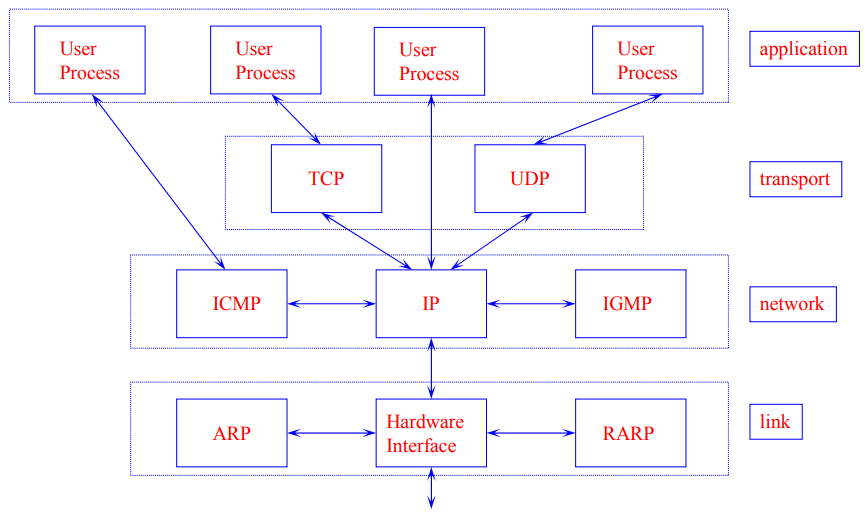 User
Process
User
Process
User
Process
User
Process
application
TCP
UDP
transport
ICMP
IP
IGMP
network
ARP
Hardware
Interface
RARP
link